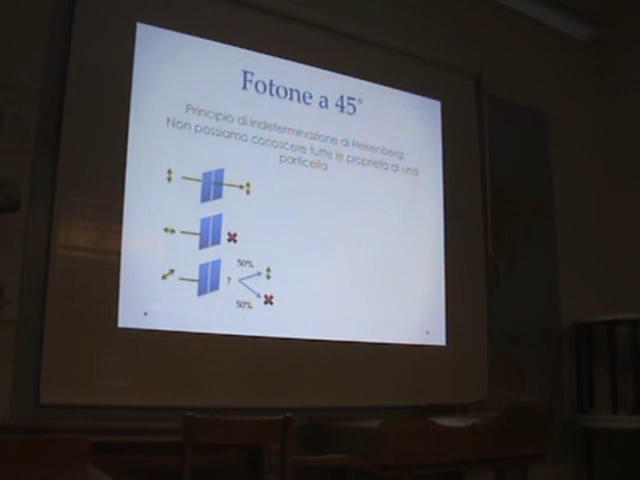 Fotone a 45°
Principio di indeterminazione di Heisenberg
Non possiamo conoscere tutte le proprietà di una
particella
50%
?
50%